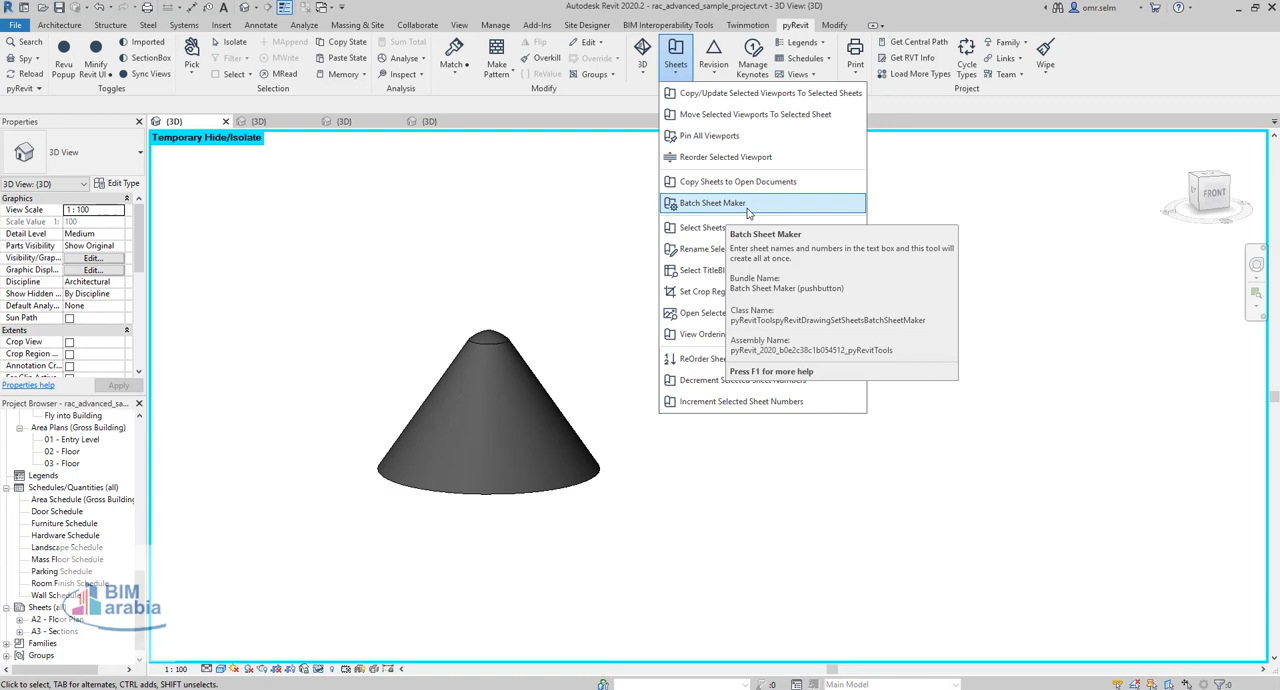 Autodesk Revit 2020.2 - rac_advanced_sample_project.rvt - 3D View: {3D}
omr.selm
File Architecture Structure Steel Systems Insert Annotate Analyze Massing & Site Collaborate View Manage Add-Ins Site Designer BIM Interoperability Tools Twinmotion pyRevit Modify
Search Imported Isolate MAppend Copy State Sum Total Flip Edit Legends Get Central Path Family
Spy SectionBox Filter MWrite Paste State Analyse Overkill Override Schedules Get RVT Info Links
Reload Sync Views Select MRead Memory Inspect ReValue Groups Views Load More Types Team
Revu Popup Minify Revit UI Pick Match Make Pattern 3D Sheets Revision Manage Keynotes Print Cycle Types Wipe
pyRevit Toggles Selection Analysis Modify Project
Copy/Update Selected Viewports To Selected Sheets
Move Selected Viewports To Selected Sheet
Pin All Viewports
Reorder Selected Viewport
Copy Sheets to Open Documents
Batch Sheet Maker
Select Sheets
Rename Sele
Select TitleBl
Set Crop Reg
Open Selecte
View Ordering
ReOrder Shee
Decrement Selected Sheet Numbers
Increment Selected Sheet Numbers
Batch Sheet Maker
Enter sheet names and numbers in the text box and this tool will
create all at once.
Bundle Name:
Batch Sheet Maker (pushbutton)
Class Name:
pyRevitToolspyRevitDrawingSetSheetsBatchSheetMaker
Assembly Name:
pyRevit_2020_b0e2c38c1b054512_pyRevitTools
Press F1 for more help
Properties
{3D} {3D} {3D} {3D}
Temporary Hide/Isolate
3D View
3D View: {3D} Edit Type
Graphics
View Scale 1 : 100
Scale Value 1: 100
Detail Level Medium
Parts Visibility Show Original
Visibility/Grap... Edit...
Graphic Displ... Edit...
Discipline Architectural
Show Hidden ... By Discipline
Default Analy... None
Sun Path
Extents
Crop View
Crop Region ...
Annotation Cr...
Properties help Apply
Project Browser - rac_advanced_sa...
Fly into Building
Area Plans (Gross Building)
01 - Entry Level
02 - Floor
03 - Floor
Legends
Schedules/Quantities (all)
Area Schedule (Gross Building
Door Schedule
Furniture Schedule
Hardware Schedule
Landscape Schedule
Mass Floor Schedule
Parking Schedule
Room Finish Schedule
Wall Schedule
Sheets (all)
A2 - Floor Plan
A3 - Sections
Families
Groups
BIM
arabia
FRONT
1 : 100
Click to select, TAB for alternates, CTRL adds, SHIFT unselects.
:0 Main Model :0